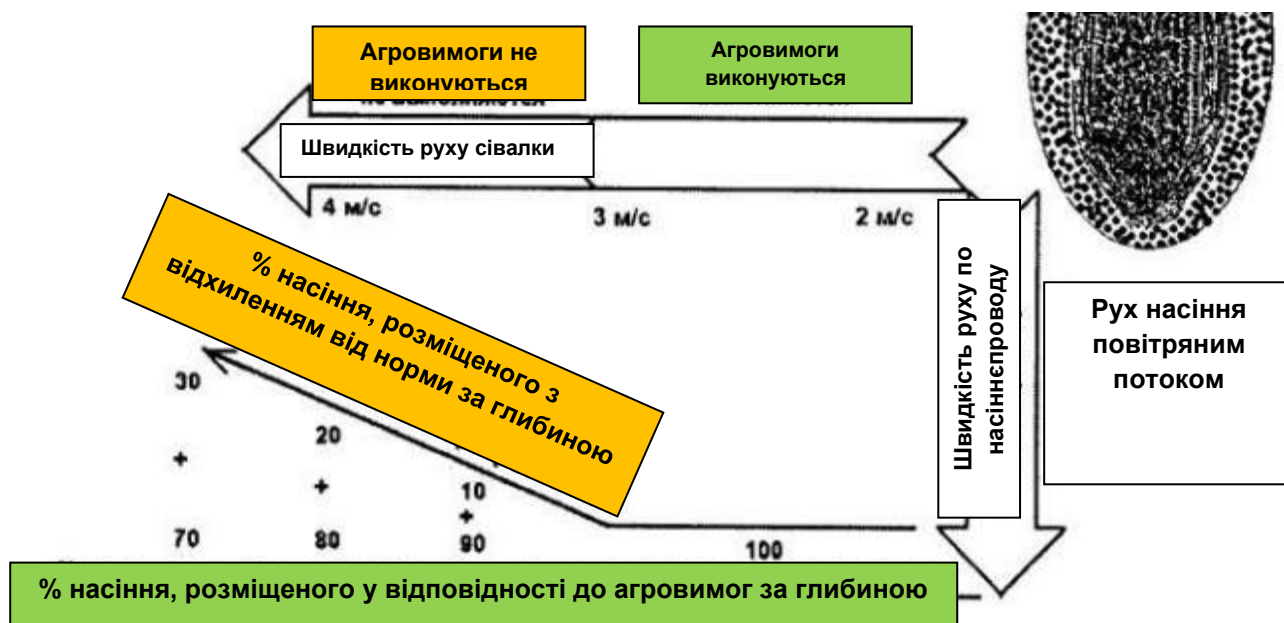 Агровимоги не
виконуються
Агровимоги
виконуються
Швидкість руху сівалки
4 м/с
3 м/с
2 м/с
% насіння, розміщеного з
відхиленням від норми за глибиною
Швидкість руху по
насіннєпроводу
Рух насіння
повітряним
потоком
30
20
10
+
+
+
70
80
90
100
% насіння, розміщеного у відповідності до агровимог за глибиною